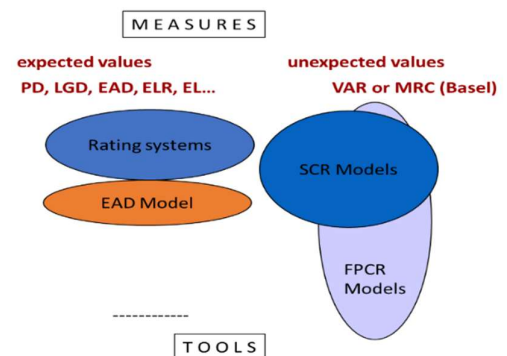 MEASURES
expected values
unexpected values
PD, LGD, EAD, ELR, EL...
VAR or MRC (Basel)
Rating systems
SCR Models
EAD Model
FPCR
Models
------------
TOOLS